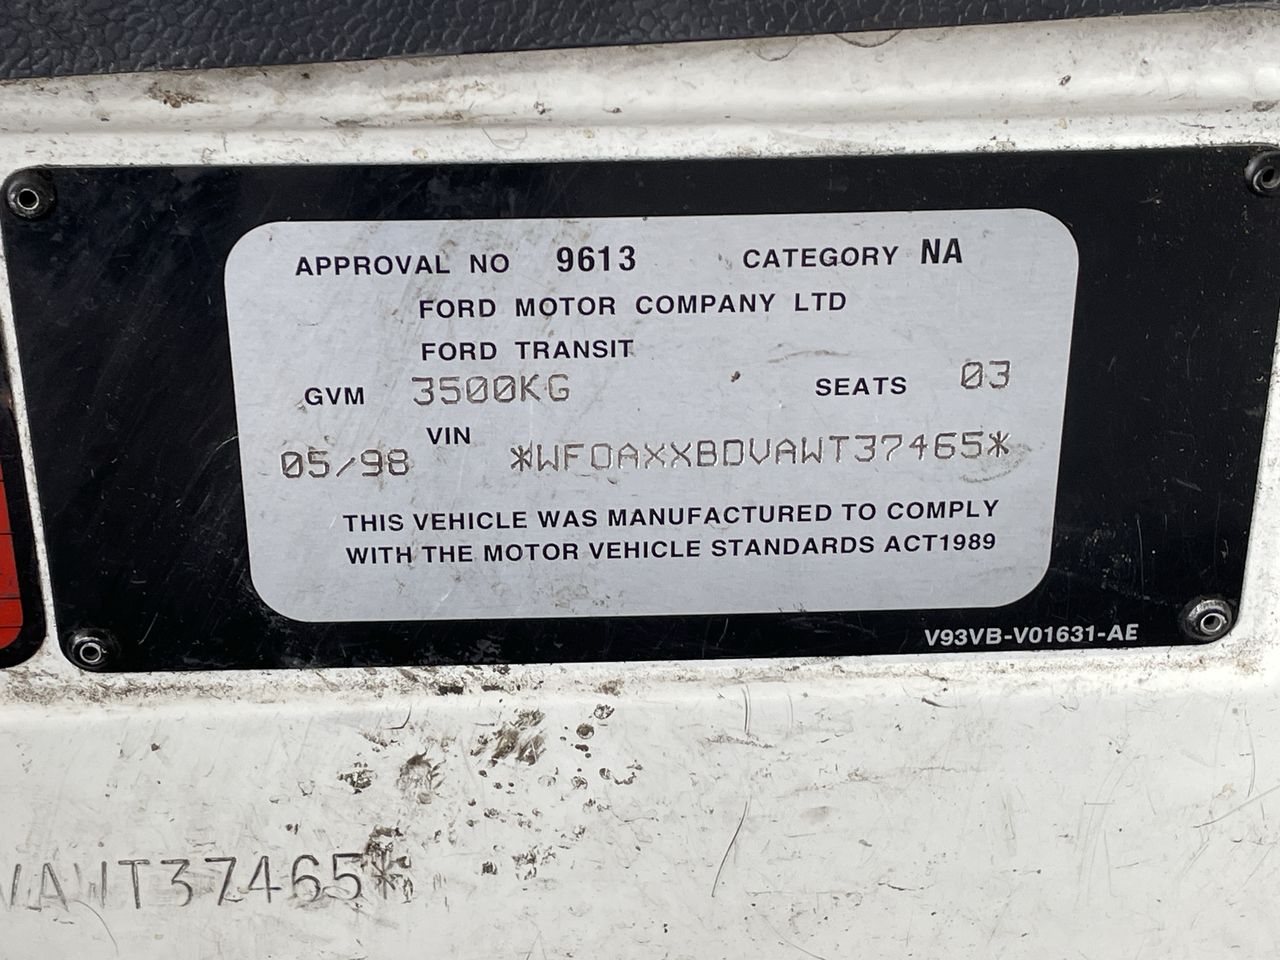 APPROVAL NO 9613 CATEGORY NA
FORD MOTOR COMPANY LTD
FORD TRANSIT
GVM 3500KG SEATS 03
VIN
05/98 *WF0AXXBDVAWT37465*
THIS VEHICLE WAS MANUFACTURED TO COMPLY
WITH THE MOTOR VEHICLE STANDARDS ACT1989
V93VB-V01631-AE
VAWT37465*